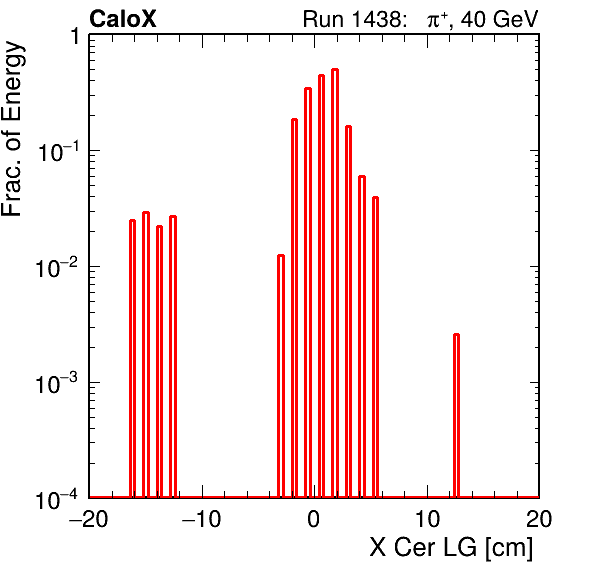 CaloX Run 1438: π⁺, 40 GeV
Frac. of Energy
1
10⁻¹
10⁻²
10⁻³
10⁻⁴
−20 −10 0 10 20
X Cer LG [cm]